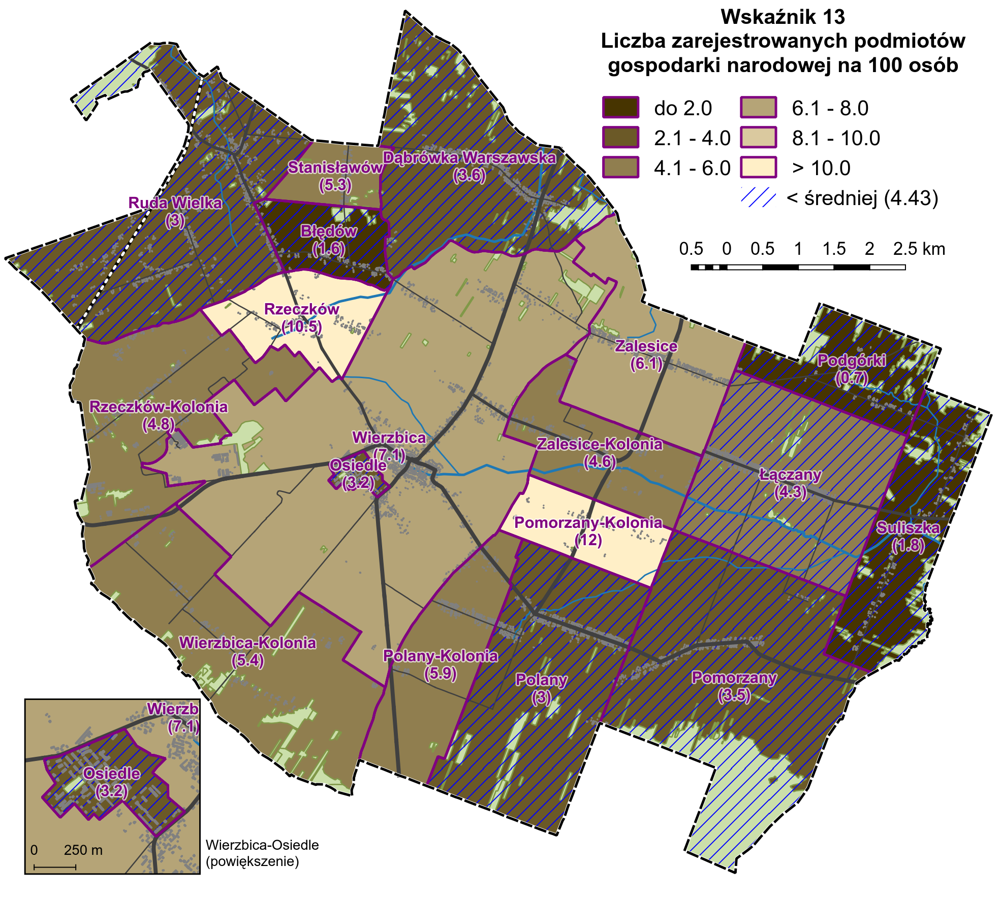 Wskaźnik 13
Liczba zarejestrowanych podmiotów
gospodarki narodowej na 100 osób
do 2.0
2.1 - 4.0
4.1 - 6.0
6.1 - 8.0
8.1 - 10.0
> 10.0
< średniej (4.43)
0.5 0 0.5 1 1.5 2 2.5 km
Dąbrówka Warszawska
(3.6)
Stanisławów
(5.3)
Ruda Wielka
(3)
Błędów
(1.6)
Rzeczków
(10.5)
Zalesice
(6.1)
Podgórki
(0.7)
Rzeczków-Kolonia
(4.8)
Wierzbica
(7.1)
Osiedle
(3.2)
Zalesice-Kolonia
(4.6)
Łączany
(4.3)
Pomorzany-Kolonia
(12)
Suliszka
(1.8)
Wierzbica-Kolonia
(5.4)
Polany-Kolonia
(5.9)
Polany
(3)
Pomorzany
(3.5)
Wierzb
(7.1)
Osiedle
(3.2)
0 250 m
Wierzbica-Osiedle
(powiększenie)